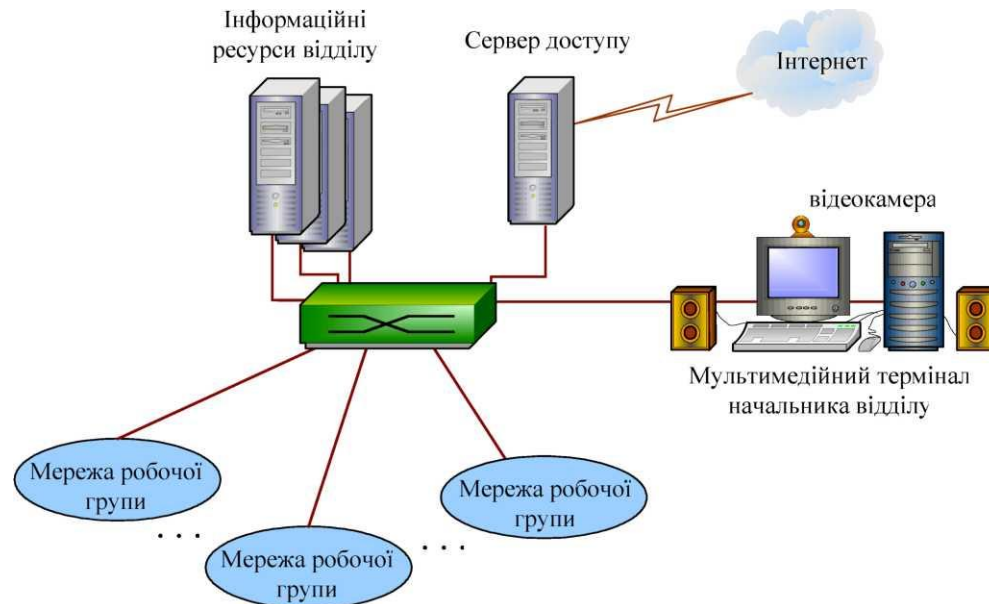 Інформаційні
ресурси відділу
Сервер доступу
Інтернет
відеокамера
Мультимедійний термінал
начальника відділу
Мережа робочої
групи
. . .
Мережа робочої
групи
. . .
Мережа робочої
групи